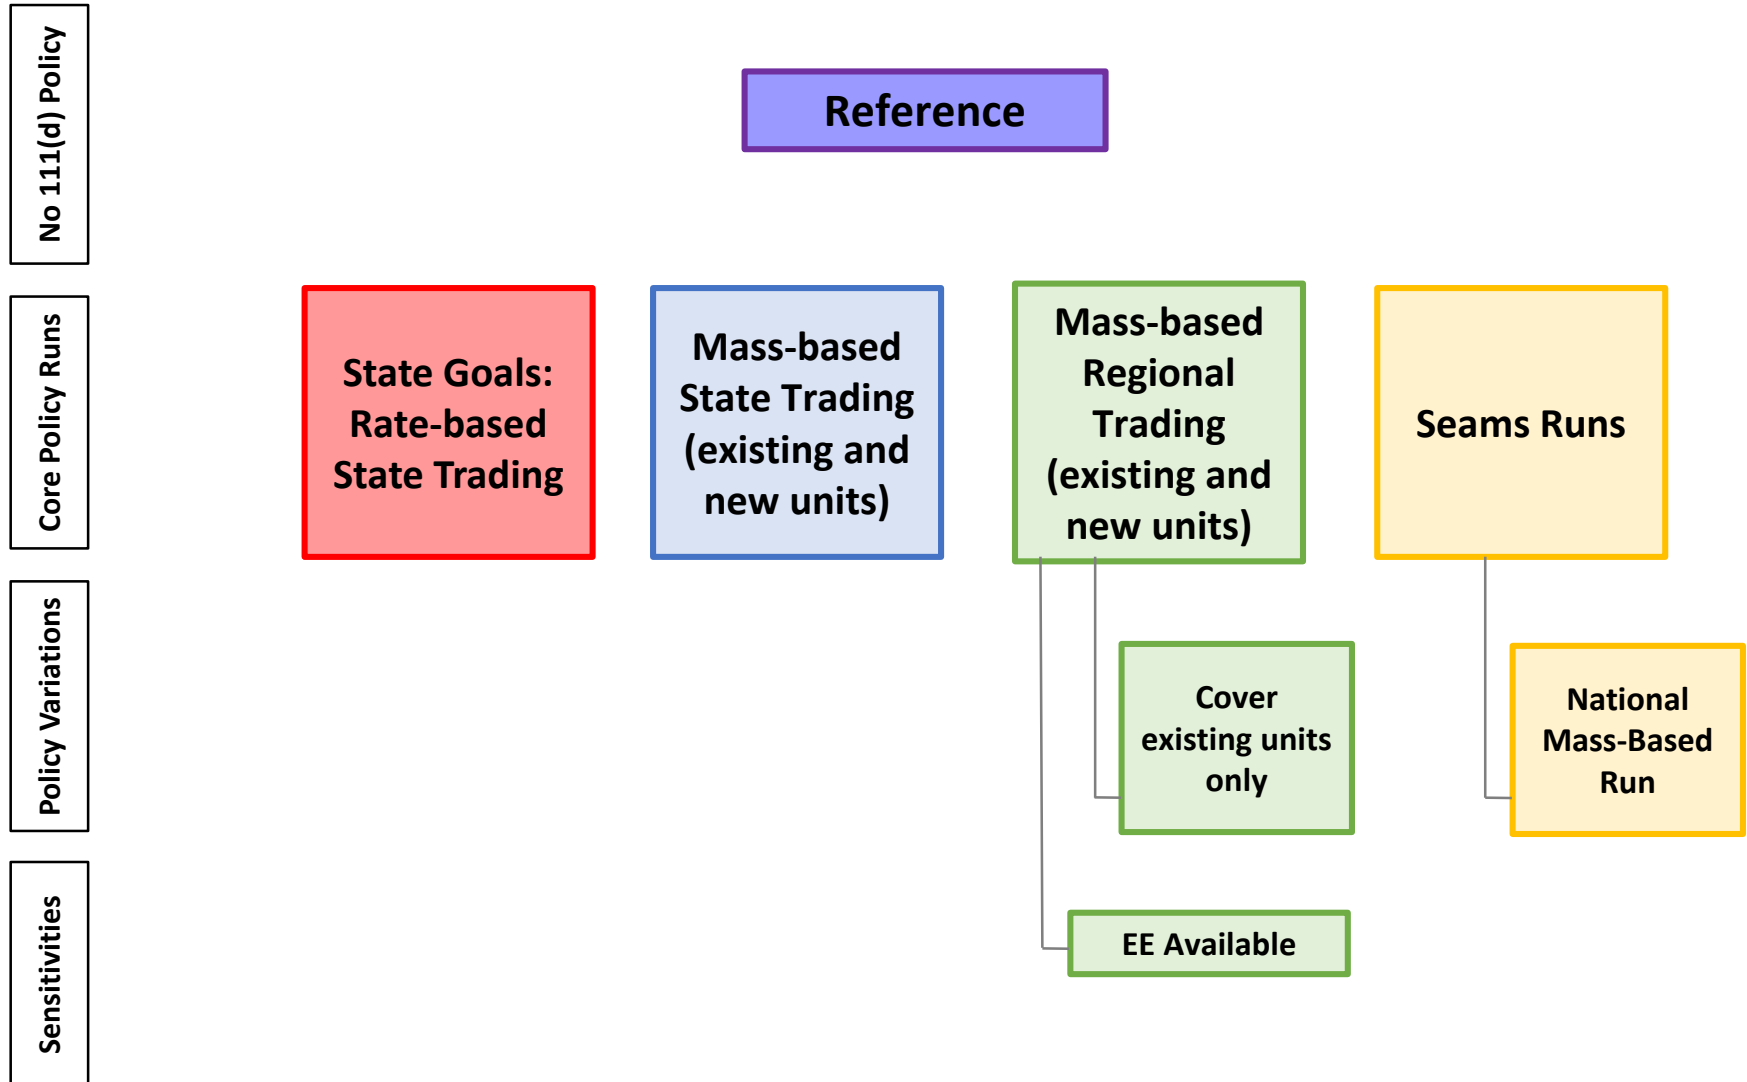 No 111(d) Policy
Reference
Core Policy Runs
State Goals:
Rate-based
State Trading
Mass-based
State Trading
(existing and
new units)
Mass-based
Regional
Trading
(existing and
new units)
Seams Runs
Policy Variations
Cover
existing units
only
National
Mass-Based
Run
Sensitivities
EE Available